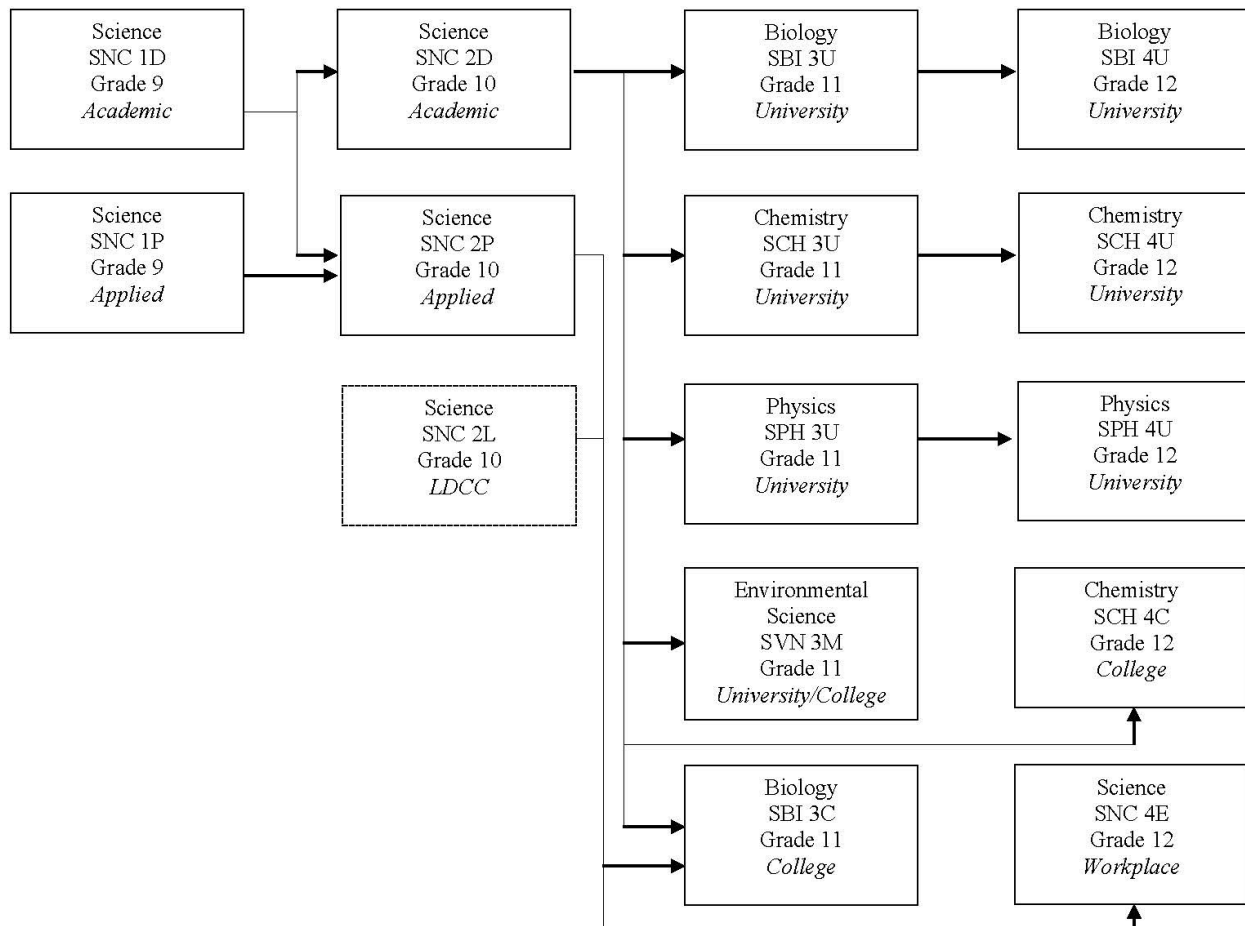 Science
SNC 1D
Grade 9
Academic
Science
SNC 2D
Grade 10
Academic
Biology
SBI 3U
Grade 11
University
Biology
SBI 4U
Grade 12
University
Science
SNC 1P
Grade 9
Applied
Science
SNC 2P
Grade 10
Applied
Chemistry
SCH 3U
Grade 11
University
Chemistry
SCH 4U
Grade 12
University
Science
SNC 2L
Grade 10
LDCC
Physics
SPH 3U
Grade 11
University
Physics
SPH 4U
Grade 12
University
Environmental
Science
SVN 3M
Grade 11
University/College
Chemistry
SCH 4C
Grade 12
College
Biology
SBI 3C
Grade 11
College
Science
SNC 4E
Grade 12
Workplace